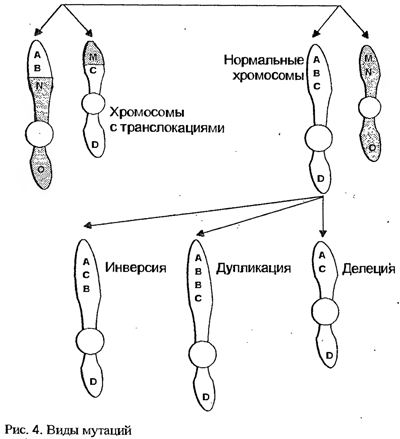 A
B
N
O
M
C
D
Хромосомы
с транслокациями
Нормальные
хромосомы
A
B
C
D
M
N
O
A
C
B
D
Инверсия
A
B
B
C
D
Дупликация
A
C
D
Делеция
Рис. 4. Виды мутаций